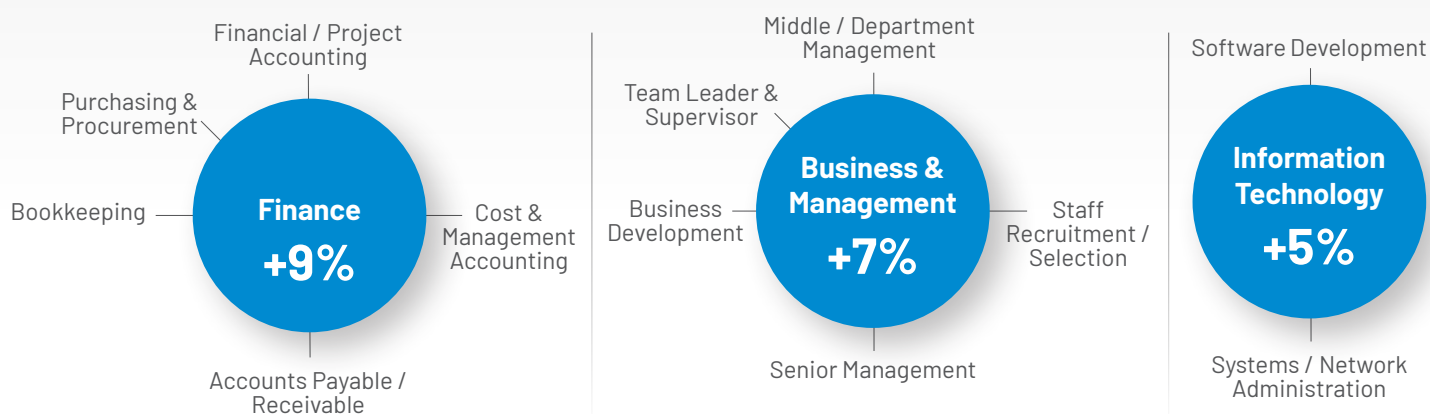 Financial / Project
Accounting
Purchasing &
Procurement
Bookkeeping
Finance
+9%
Cost &
Management
Accounting
Accounts Payable /
Receivable
Middle / Department
Management
Team Leader &
Supervisor
Business
Development
Business &
Management
+7%
Staff
Recruitment /
Selection
Senior Management
Software Development
Information
Technology
+5%
Systems / Network
Administration